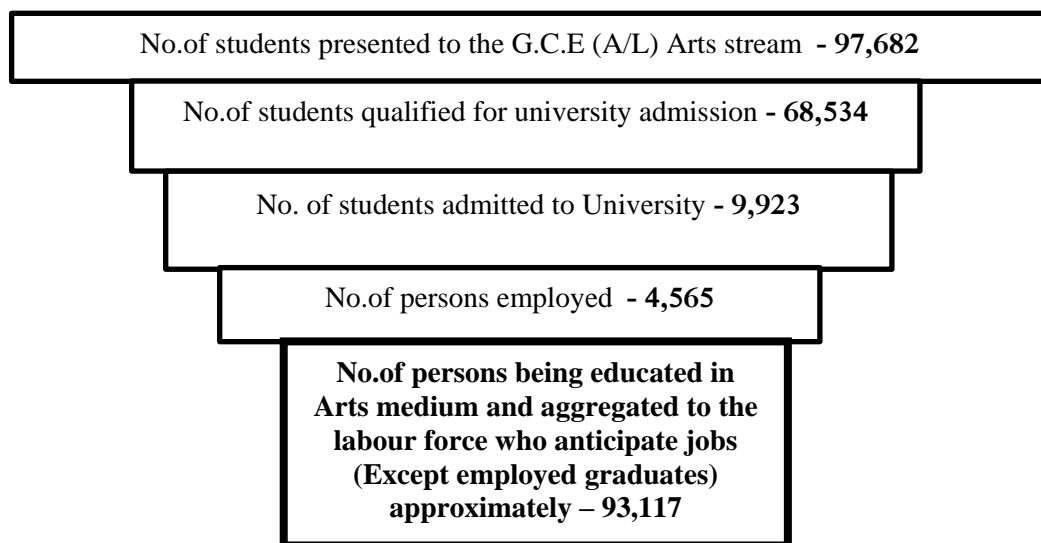 No.of students presented to the G.C.E (A/L) Arts stream - 97,682
No.of students qualified for university admission - 68,534
No. of students admitted to University - 9,923
No.of persons employed - 4,565
No.of persons being educated in
Arts medium and aggregated to the
labour force who anticipate jobs
(Except employed graduates)
approximately – 93,117